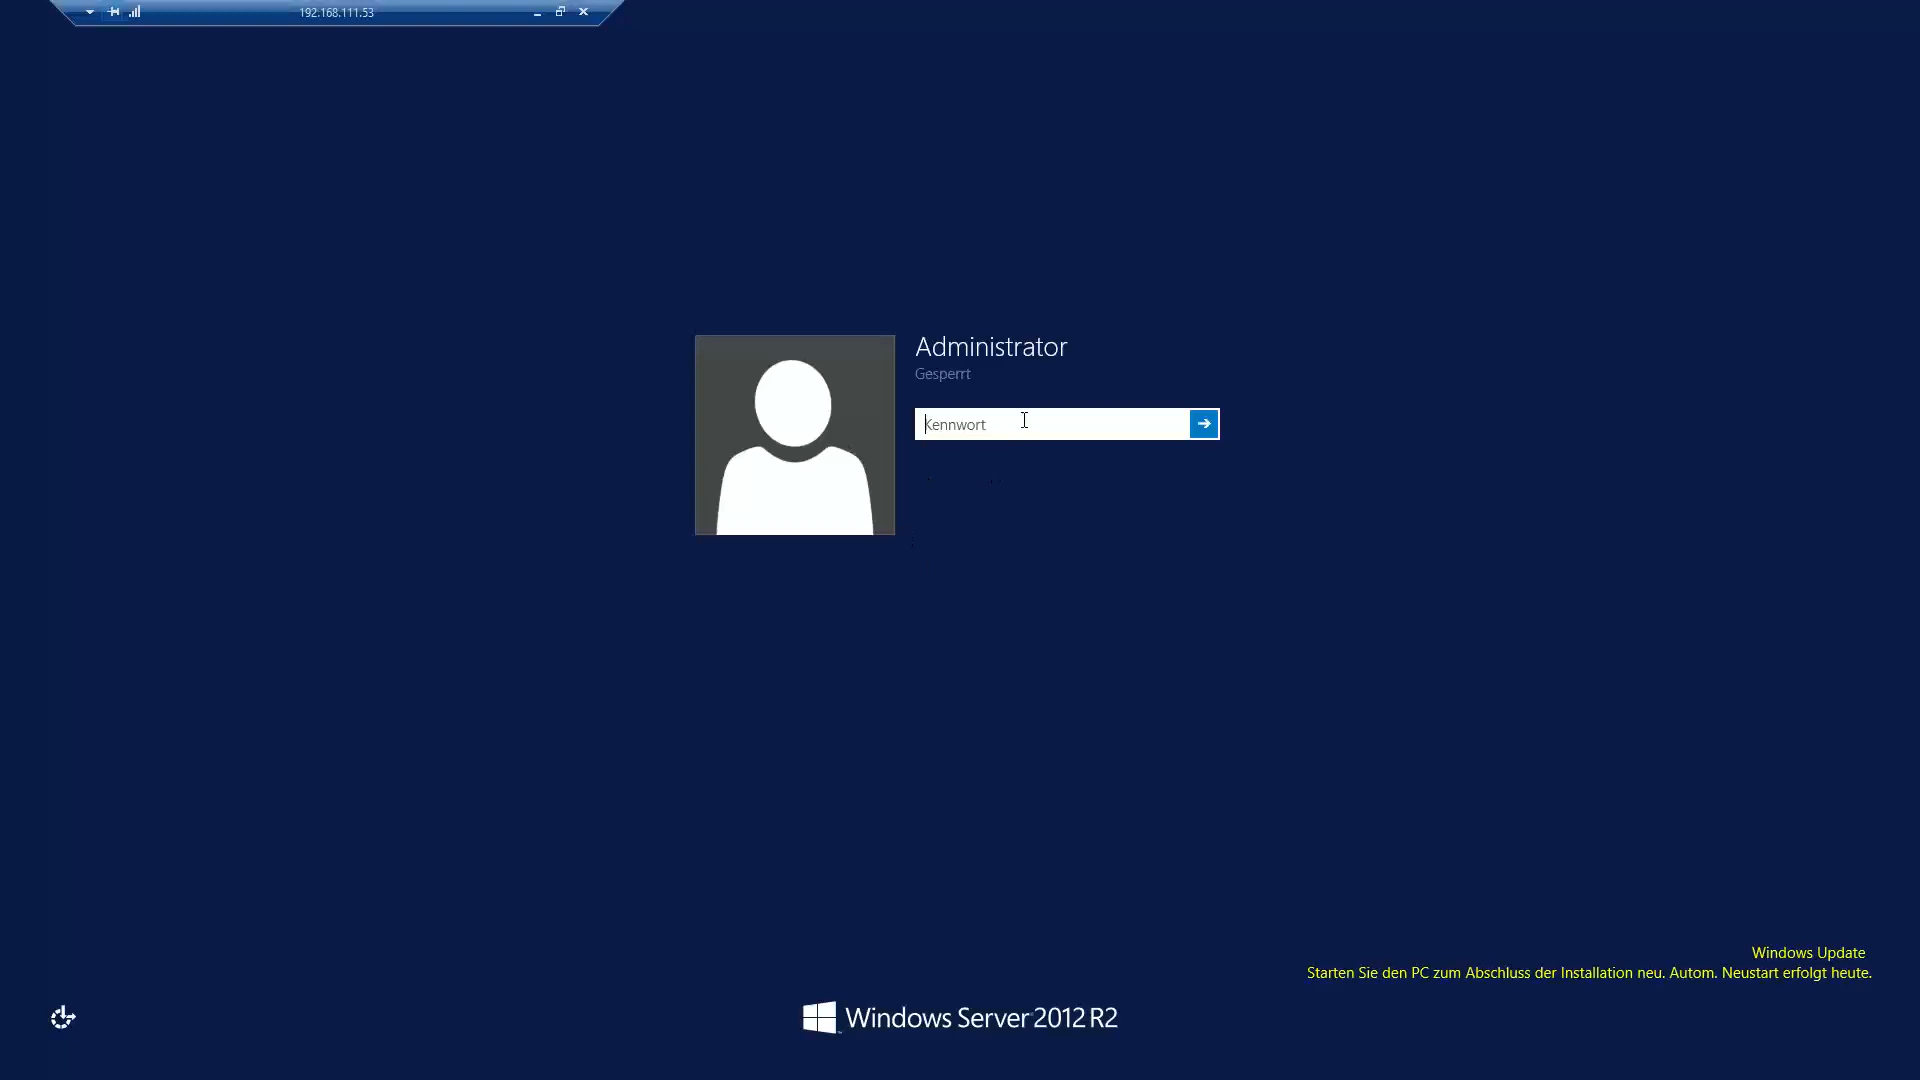 192.168.111.53
Administrator
Gesperrt
Kennwort
Windows Update
Starten Sie den PC zum Abschluss der Installation neu. Autom. Neustart erfolgt heute.
Windows Server 2012 R2